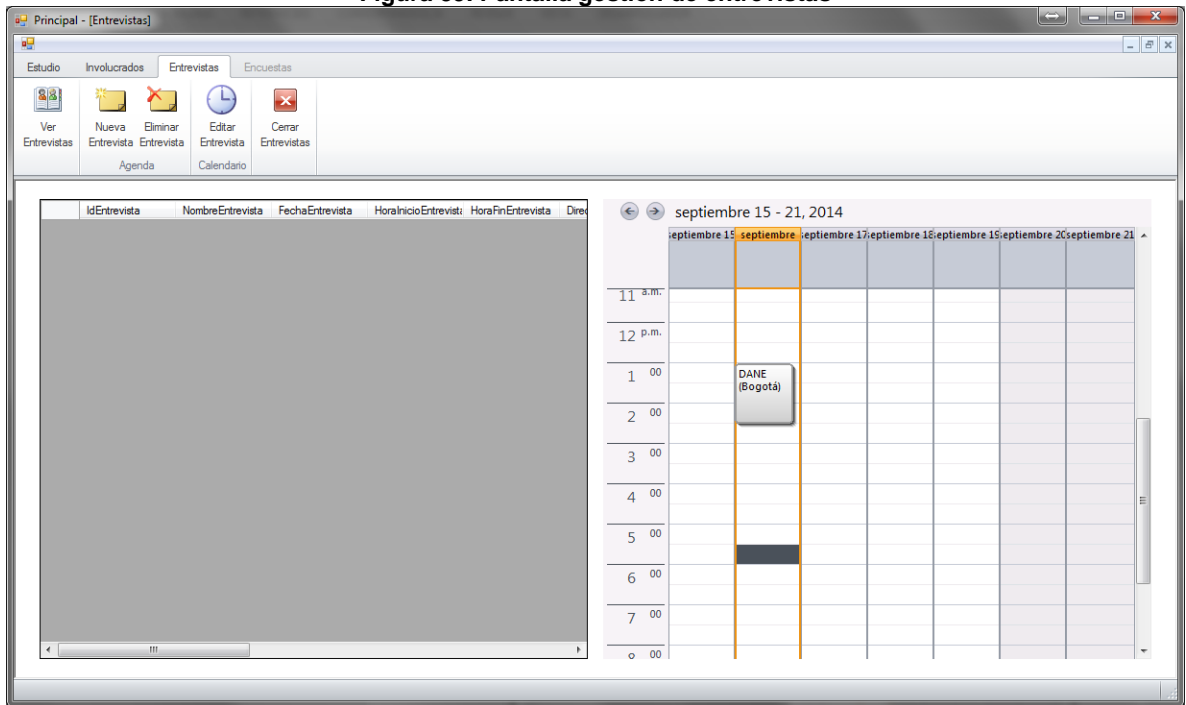 Principal - [Entrevistas]
Estudio Involucrados Entrevistas Encuestas
Ver Entrevistas
Nueva Entrevista
Eliminar Entrevista
Editar Entrevista
Cerrar Entrevistas
Agenda
Calendario
IdEntrevista NombreEntrevista FechaEntrevista HoraInicioEntrevista HoraFinEntrevista Direc
septiembre 15 - 21, 2014
septiembre 15 septiembre septiembre 17 septiembre 18 septiembre 19 septiembre 20 septiembre 21
11 a.m.
12 p.m.
1 00
DANE
(Bogotá)
2 00
3 00
4 00
5 00
6 00
7 00